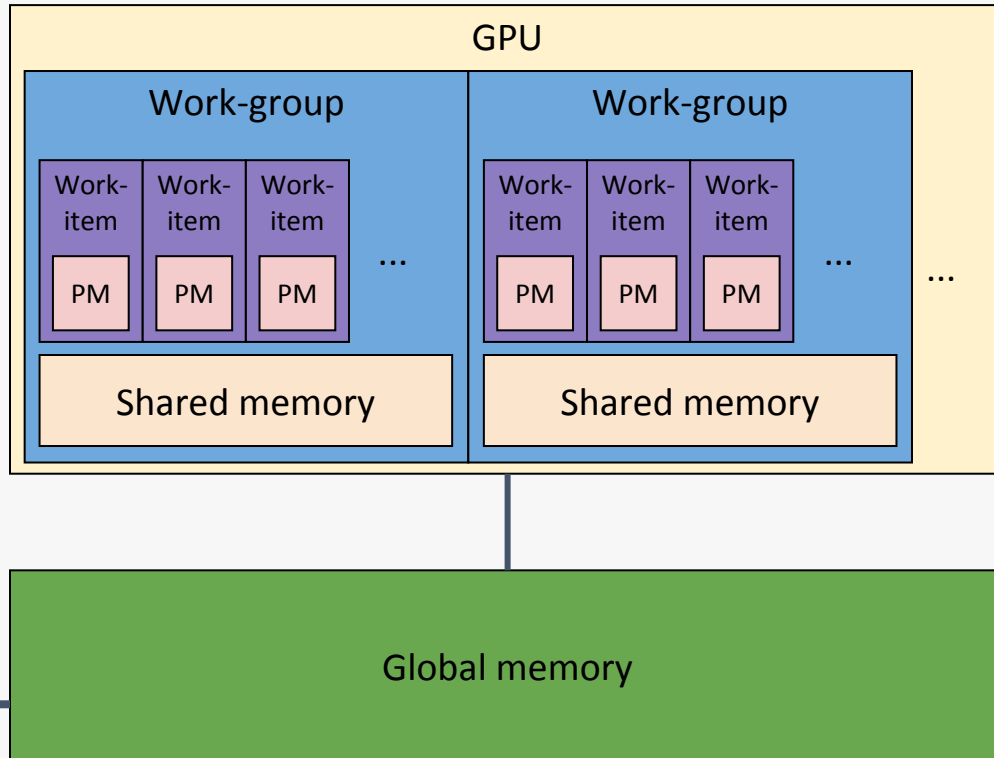 GPU
Work-group
Work-
item
PM
Work-
item
PM
Work-
item
PM
...
Shared memory
Work-group
Work-
item
PM
Work-
item
PM
Work-
item
PM
...
Shared memory
...
Global memory